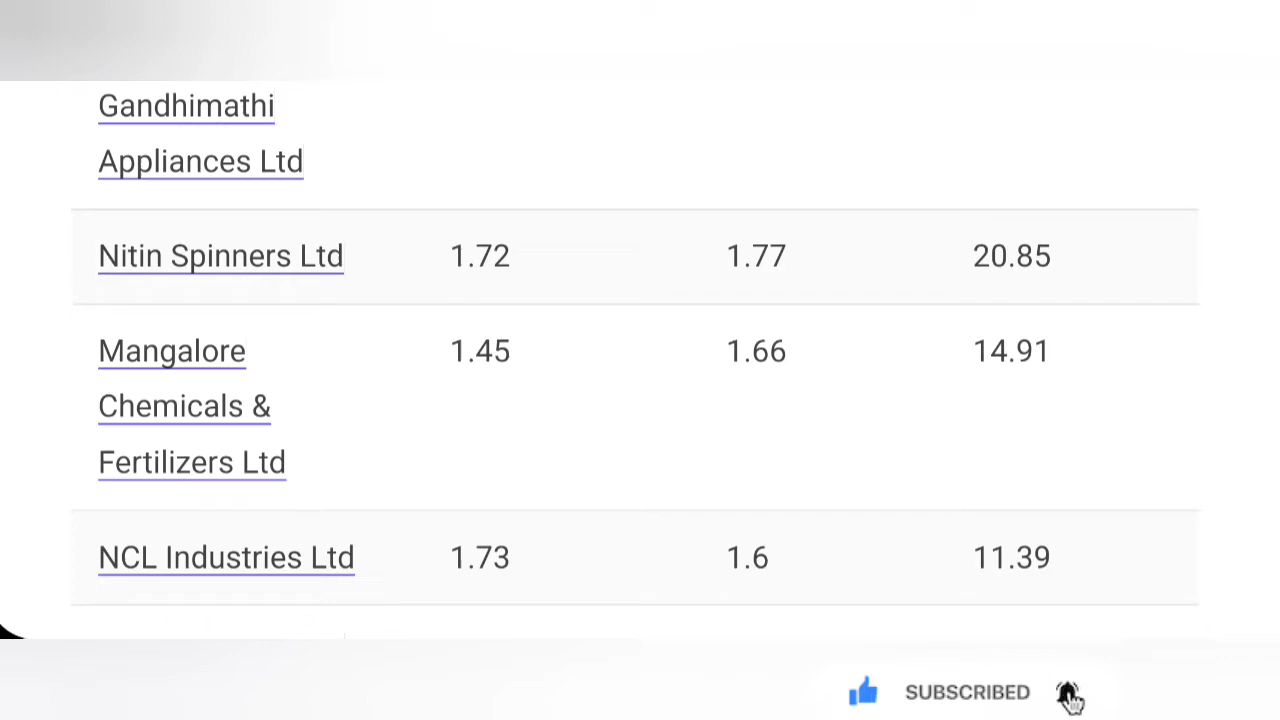 Gandhimathi
Appliances Ltd
Nitin Spinners Ltd 1.72 1.77 20.85
Mangalore 1.45 1.66 14.91
Chemicals &
Fertilizers Ltd
NCL Industries Ltd 1.73 1.6 11.39
SUBSCRIBED